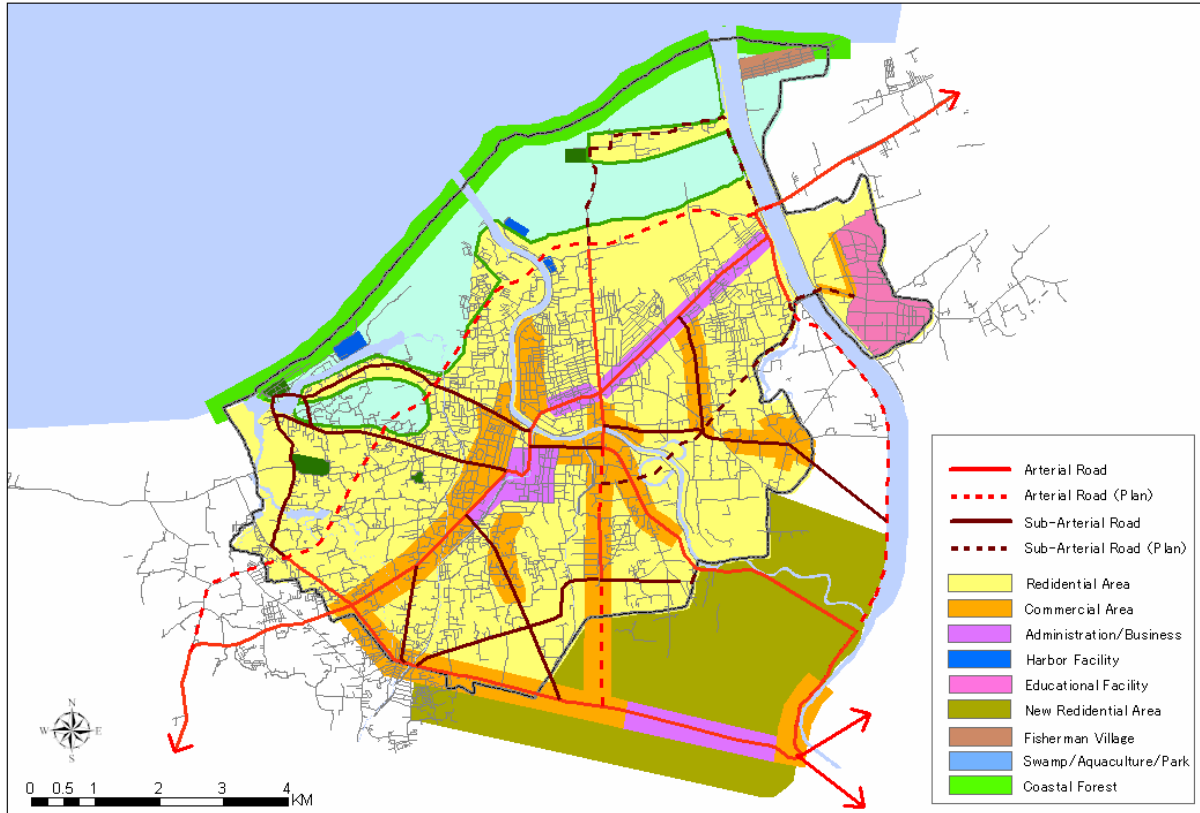 Arterial Road
Arterial Road (Plan)
Sub-Arterial Road
Sub-Arterial Road (Plan)
Redidential Area
Commercial Area
Administration/Business
Harbor Facility
Educational Facility
New Redidential Area
Fisherman Village
Swamp/Aquaculture/Park
Coastal Forest
N
W E
S
0 0.5 1 2 3 4
KM